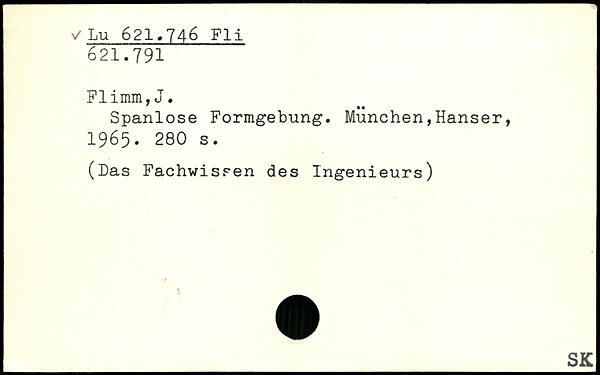 ✓ Lu 621.746 Fli
621.791
Flimm,J.
Spanlose Formgebung. München,Hanser,
1965. 280 s.
(Das Fachwissen des Ingenieurs)
SK